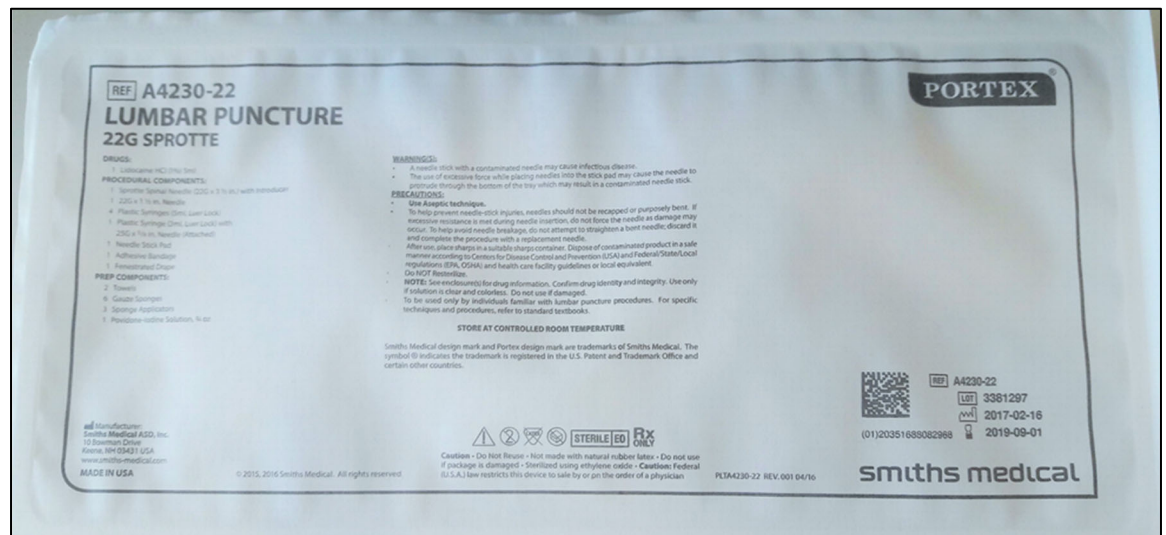 REF A4230-22
LUMBAR PUNCTURE
22G SPROTTE
DRUGS:
1 Lidocaine HCl (1%) 5ml
PROCEDURAL COMPONENTS:
1 Sprotte Spinal Needle (22G x 3 ½ in.) with Introducer
1 22G x 1 ½ in. Needle
4 Plastic Syringes (5ml, Luer Lock)
1 Plastic Syringe (3ml, Luer Lock) with
25G x ⅝ in. Needle (Attached)
1 Needle Stick Pad
1 Adhesive Bandage
1 Fenestrated Drape
PREP COMPONENTS:
2 Towels
6 Gauze Sponges
3 Sponge Applicators
1 Povidone-Iodine Solution, ¾ oz
WARNING(S):
• A needle stick with a contaminated needle may cause infectious disease.
• The use of excessive force while placing needles into the stick pad may cause the needle to
protrude through the bottom of the tray which may result in a contaminated needle stick.
PRECAUTIONS:
• Use Aseptic technique.
• To help prevent needle-stick injuries, needles should not be recapped or purposely bent. If
excessive resistance is met during needle insertion, do not force the needle as damage may
occur. To help avoid needle breakage, do not attempt to straighten a bent needle; discard it
and complete the procedure with a replacement needle.
• After use, place sharps in a suitable sharps container. Dispose of contaminated product in a safe
manner according to Centers for Disease Control and Prevention (USA) and Federal/State/Local
regulations (EPA, OSHA) and health care facility guidelines or local equivalent.
• Do NOT Resterilize.
• NOTE: See enclosure(s) for drug information. Confirm drug identity and integrity. Use only
if solution is clear and colorless. Do not use if damaged.
• To be used only by individuals familiar with lumbar puncture procedures. For specific
techniques and procedures, refer to standard textbooks.
STORE AT CONTROLLED ROOM TEMPERATURE
Smiths Medical design mark and Portex design mark are trademarks of Smiths Medical. The
symbol ® indicates the trademark is registered in the U.S. Patent and Trademark Office and
certain other countries.
PORTEX®
REF A4230-22
LOT 3381297
2017-02-16
(01)20351688082988 2019-09-01
smiths medical
Manufacturer:
Smiths Medical ASD, Inc.
10 Bowman Drive
Keene, NH 03431 USA
www.smiths-medical.com
MADE IN USA
© 2015, 2016 Smiths Medical. All rights reserved.
STERILE EO Rx ONLY
Caution • Do Not Reuse • Not made with natural rubber latex • Do not use
if package is damaged • Sterilized using ethylene oxide • Caution: Federal
(U.S.A.) law restricts this device to sale by or on the order of a physician
PLTA4230-22 REV. 001 04/16